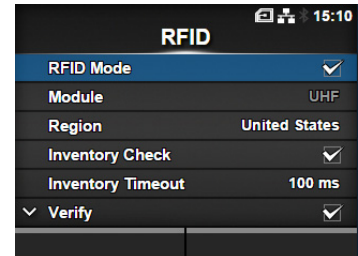 15:10
RFID
RFID Mode
Module UHF
Region United States
Inventory Check
Inventory Timeout 100 ms
Verify